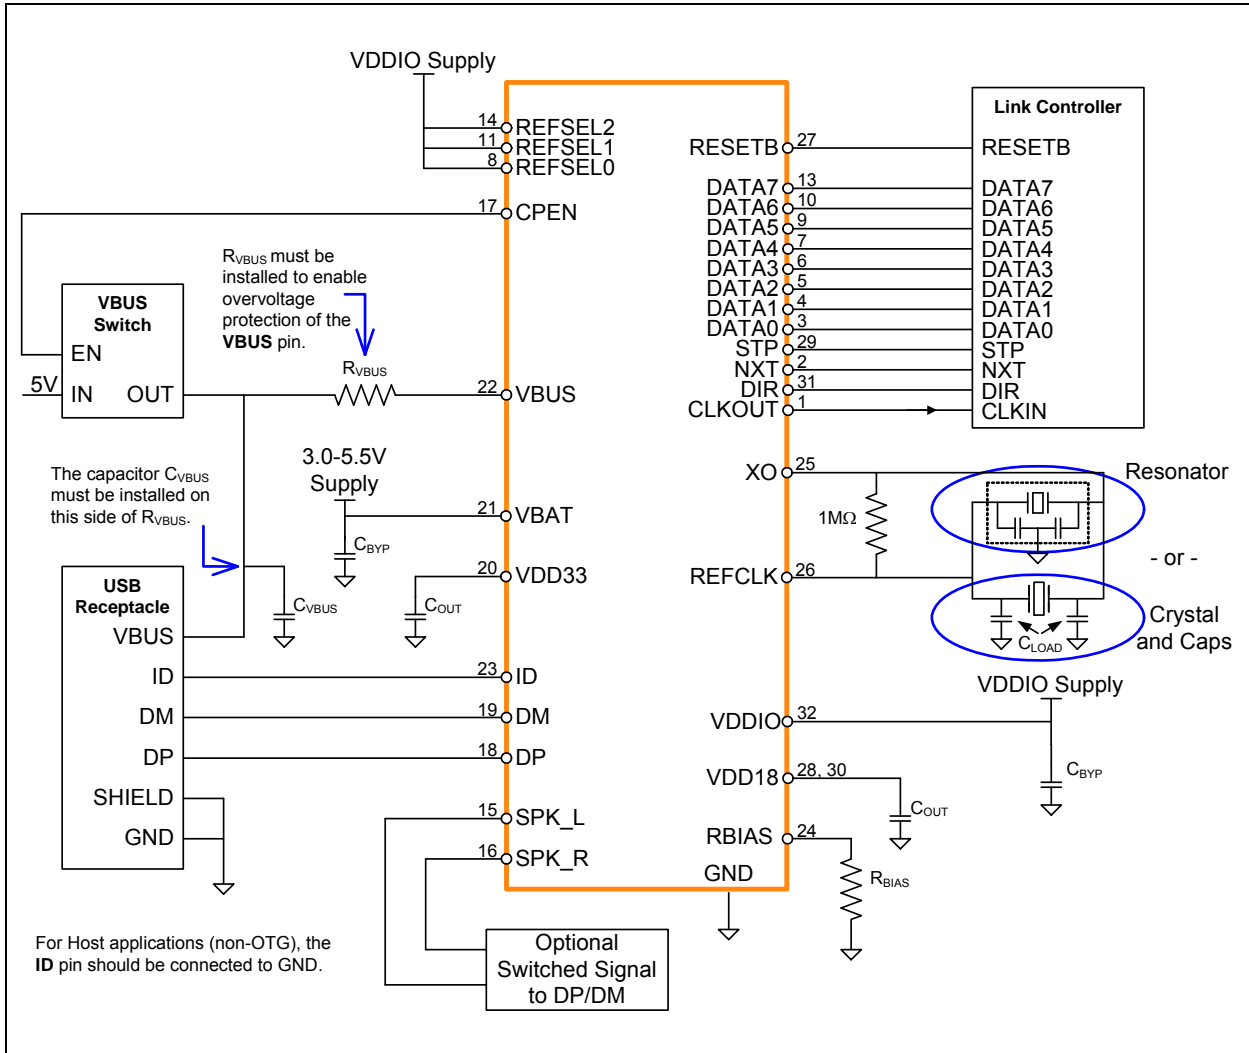 VDDIO Supply
14
REFSEL2
11
REFSEL1
8
REFSEL0
17
CPEN
RVBUS must be
installed to enable
overvoltage
protection of the
VBUS pin.
VBUS
Switch
EN
5V
IN
OUT
RVBUS
22
VBUS
The capacitor CVBUS
must be installed on
this side of RVBUS.
3.0-5.5V
Supply
21
VBAT
CBYP
20
VDD33
CVBUS
COUT
USB
Receptacle
VBUS
ID
23
ID
DM
19
DM
DP
18
DP
SHIELD
GND
15
SPK_L
16
SPK_R
For Host applications (non-OTG), the
ID pin should be connected to GND.
Optional
Switched Signal
to DP/DM
GND
RESETB
27
DATA7
13
DATA6
10
DATA5
9
DATA4
7
DATA3
6
DATA2
5
DATA1
4
DATA0
3
STP
29
NXT
2
DIR
31
CLKOUT
1
Link Controller
RESETB
DATA7
DATA6
DATA5
DATA4
DATA3
DATA2
DATA1
DATA0
STP
NXT
DIR
CLKIN
XO
25
1MΩ
REFCLK
26
Resonator
- or -
Crystal
and Caps
CLOAD
VDDIO Supply
VDDIO
32
CBYP
VDD18
28, 30
COUT
RBIAS
24
RBIAS